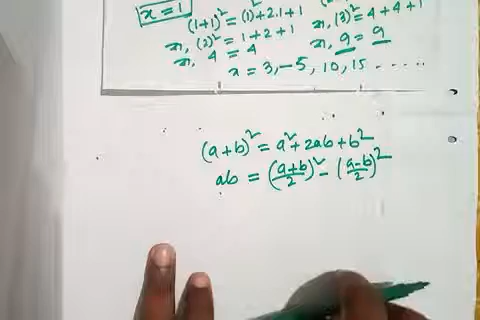 x = 1
(1+1)² = (1)²+2.1+1
বা, (2)² = 1+2+1
বা, 4 = 4
বা, (3)² = 4+4+1
বা, 9 = 9
x = 3, -5, 10, 15 .....
(a+b)² = a²+2ab+b²
ab = (a+b/2)² - (a-b/2)²